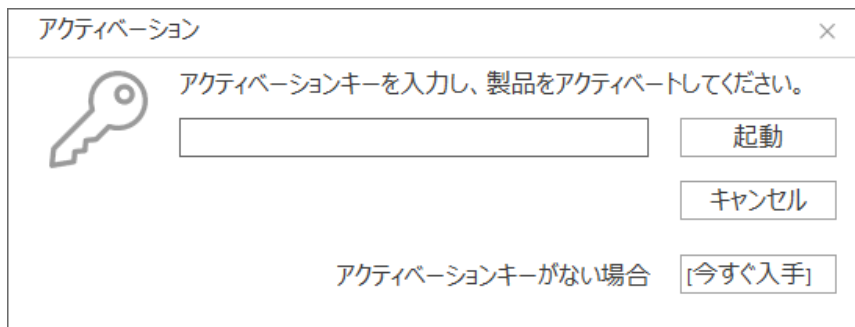 アクティベーション
アクティベーションキーを入力し、製品をアクティベートしてください。
起動
キャンセル
アクティベーションキーがない場合 [今すぐ入手]